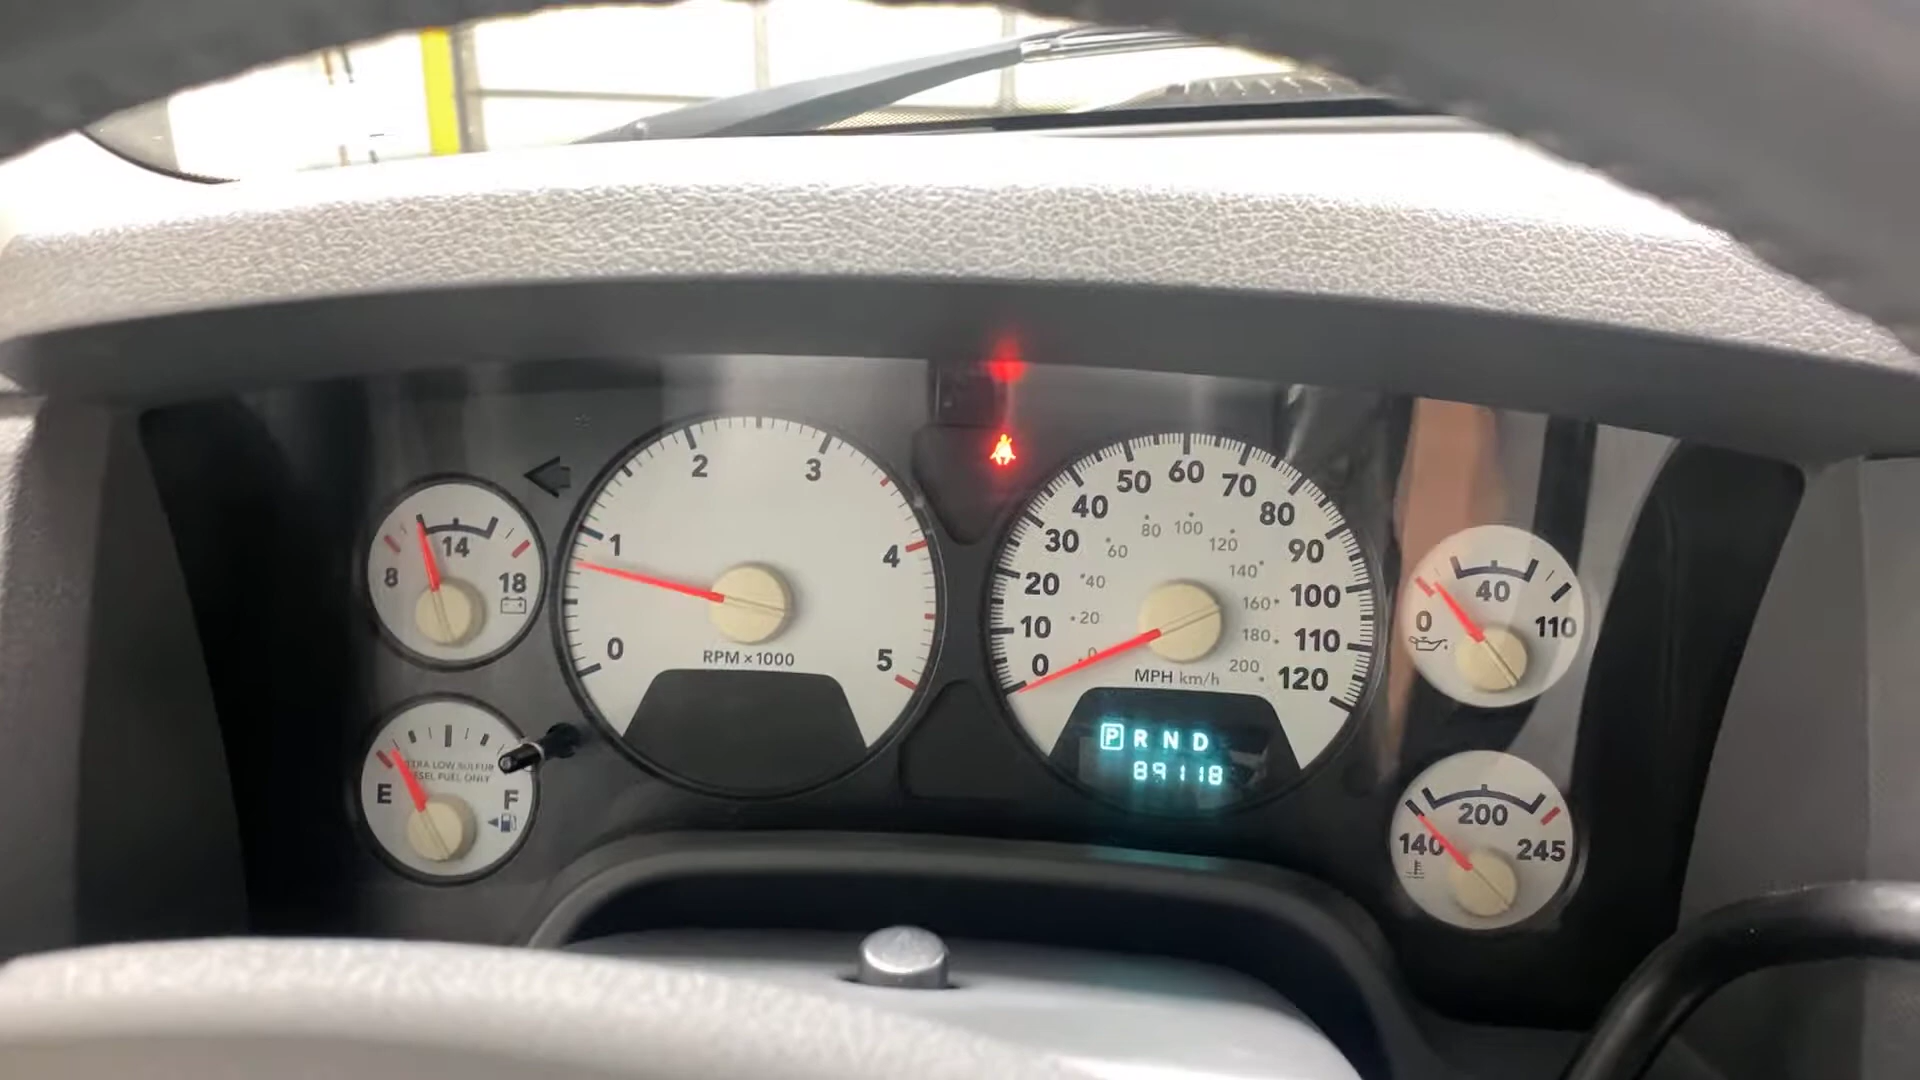 8 14 18
ULTRA LOW SULFUR
DIESEL FUEL ONLY
E F
0 1 2 3 4 5
RPM x 1000
0 10 20 30 40 50 60 70 80 90 100 110 120
0 20 40 60 80 100 120 140 160 180 200
MPH km/h
P R N D
89118
0 40 110
140 200 245